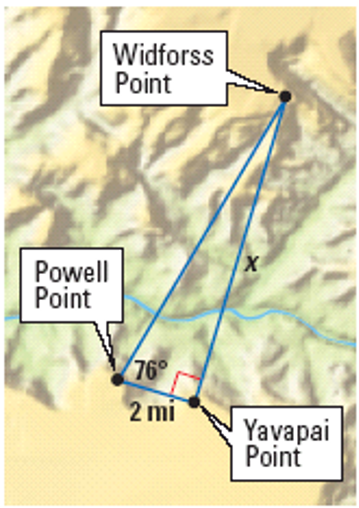 Widforss
Point
x
Powell
Point
76°
2 mi
Yavapai
Point